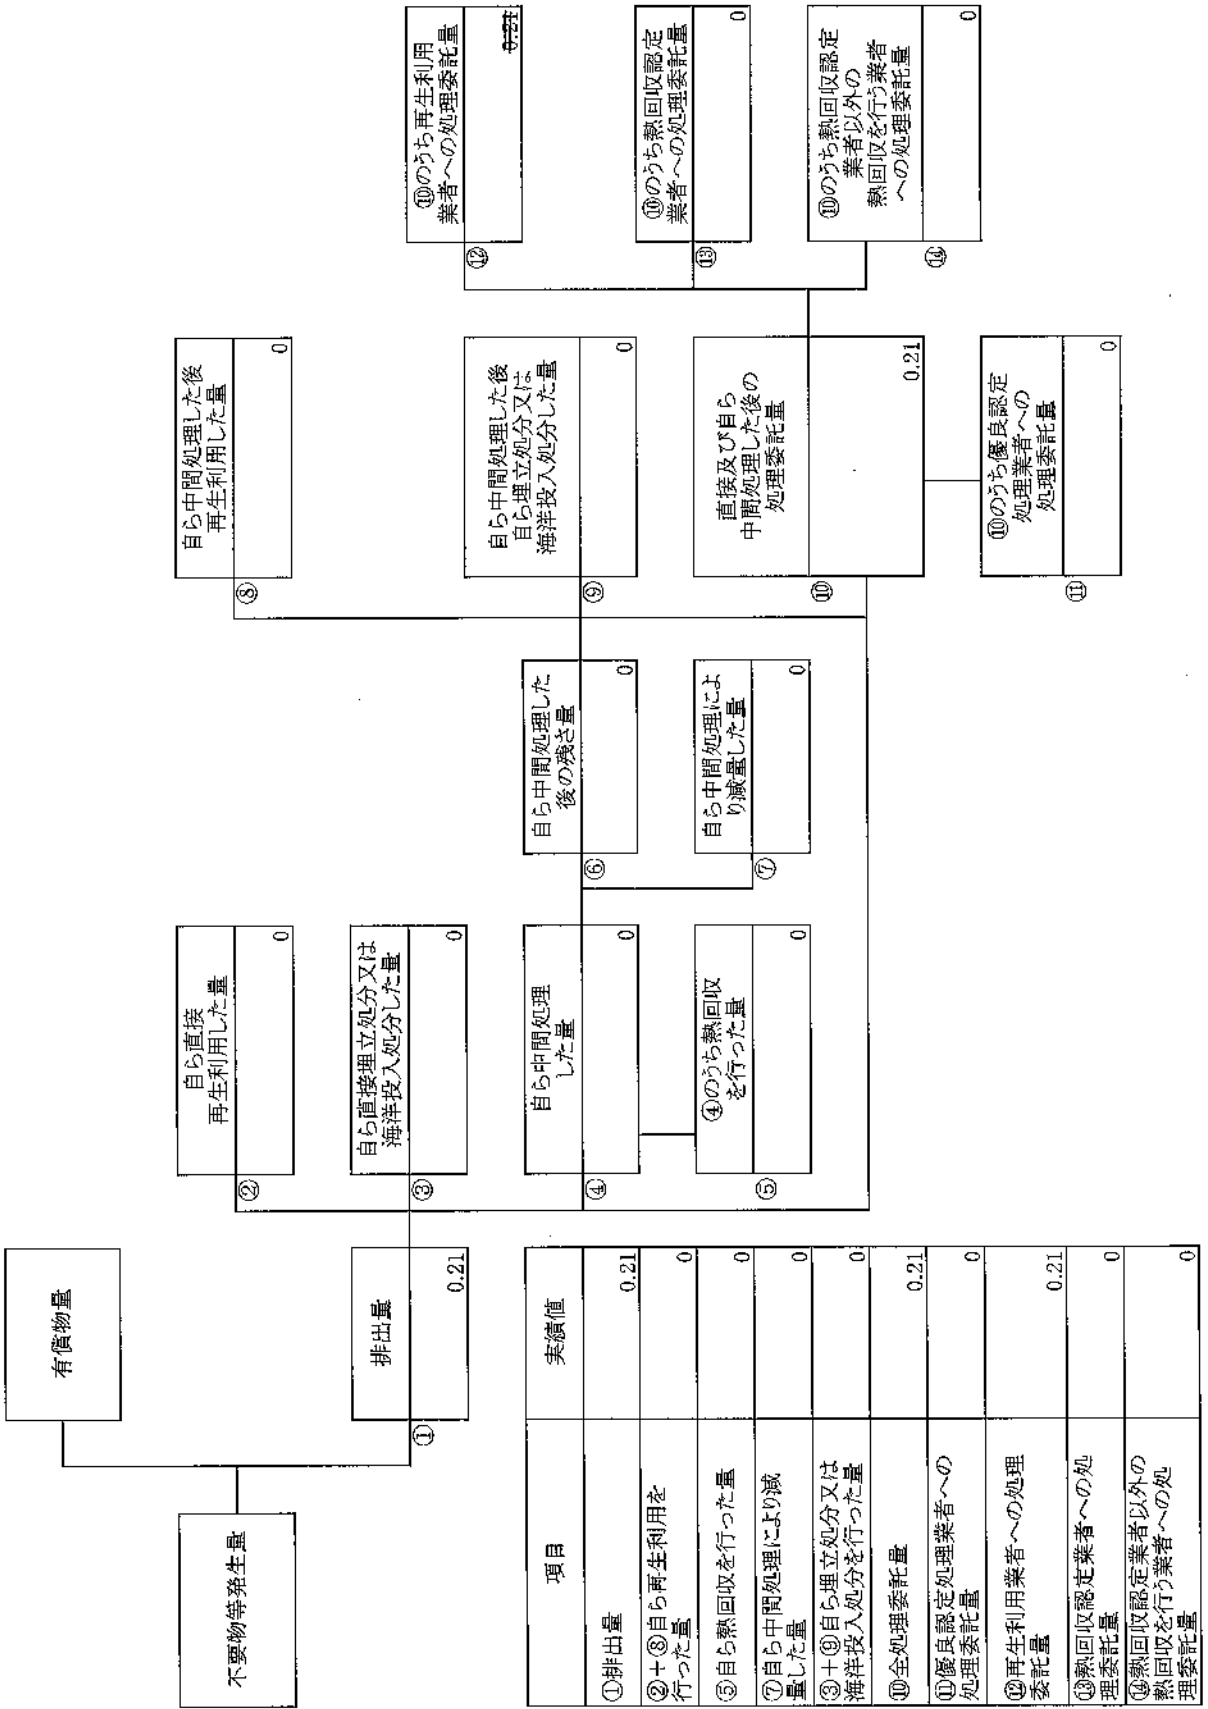 不要物等発生量
有償物量
①
排出量
0.21
②
自ら直接
再生利用した量
0
③
自ら直接埋立処分又は
海洋投入処分した量
0
④
自ら中間処理
した量
0
⑤
④のうち熱回収
を行った量
0
⑥
自ら中間処理した
後の残さ量
0
⑦
自ら中間処理によ
り減量した量
0
⑧
自ら中間処理した後
再生利用した量
0
⑨
自ら中間処理した後
自ら埋立処分又は
海洋投入処分した量
0
⑩
直接及び自ら
中間処理した後の
処理委託量
0.21
⑪
⑩のうち優良認定
処理業者への
処理委託量
0
⑫
⑩のうち再生利用
業者への処理委託量
0.21
⑬
⑩のうち熱回収認定
業者への処理委託量
0
⑭
⑩のうち熱回収認定
業者以外の
熱回収を行う業者
への処理委託量
0
項目
実績値
①排出量
0.21
②+⑧自ら再生利用を
行った量
0
⑤自ら熱回収を行った量
0
⑦自ら中間処理により減
量した量
0
③+⑨自ら埋立処分又は
海洋投入処分を行った量
0
⑩全処理委託量
0.21
⑪優良認定処理業者への
処理委託量
0
⑫再生利用業者への処理
委託量
0.21
⑬熱回収認定業者への処
理委託量
0
⑭熱回収認定業者以外の
熱回収を行う業者への処
理委託量
0